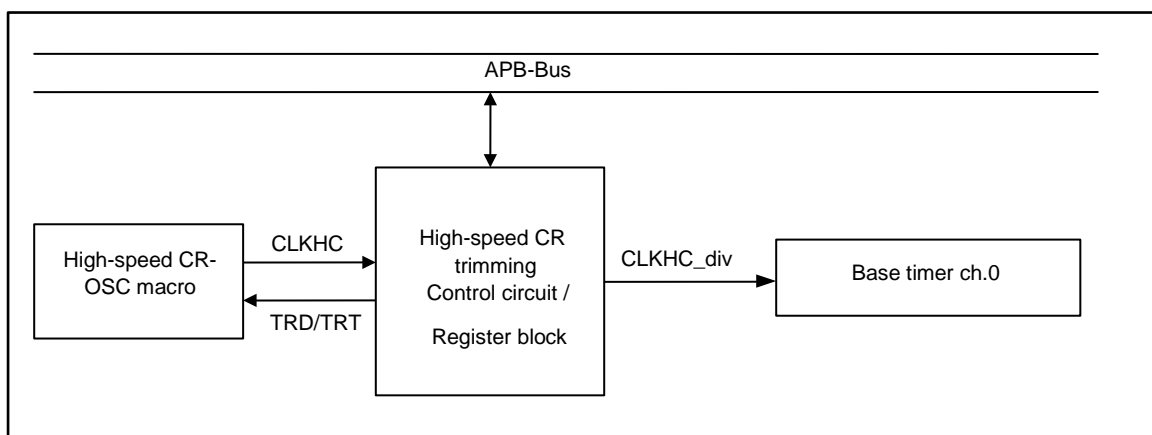 APB-Bus
High-speed CR-
OSC macro
CLKHC
TRD/TRT
High-speed CR
trimming
Control circuit /
Register block
CLKHC_div
Base timer ch.0